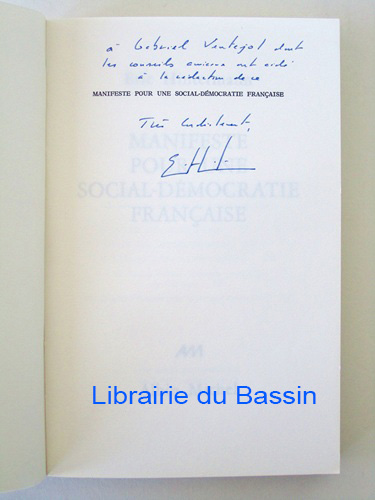 à Gabriel Ventejol dont
les conseils amicaux ont aidé
à la rédaction de ce
MANIFESTE POUR UNE SOCIAL-DÉMOCRATIE FRANÇAISE
Très cordialement,
MANIFESTE
POUR UNE
SOCIAL-DÉMOCRATIE
FRANÇAISE
Librairie du Bassin